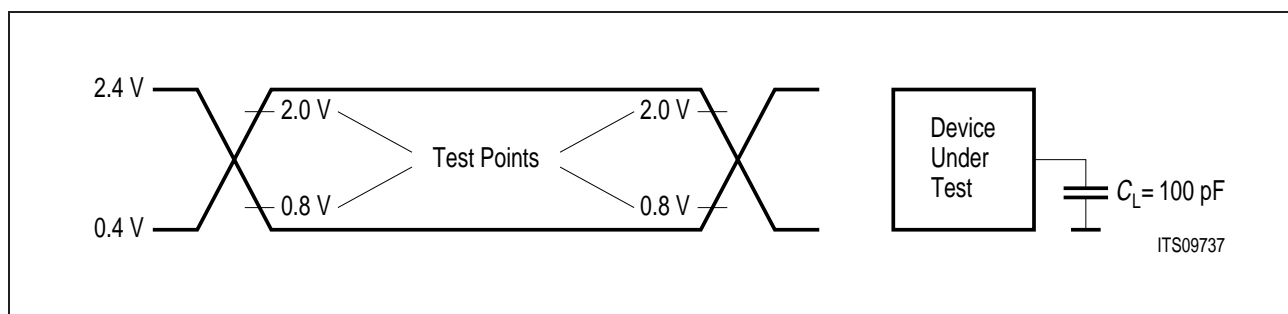 2.4 V
2.0 V
2.0 V
Test Points
0.8 V
0.8 V
0.4 V
Device
Under
Test
CL= 100 pF
ITS09737